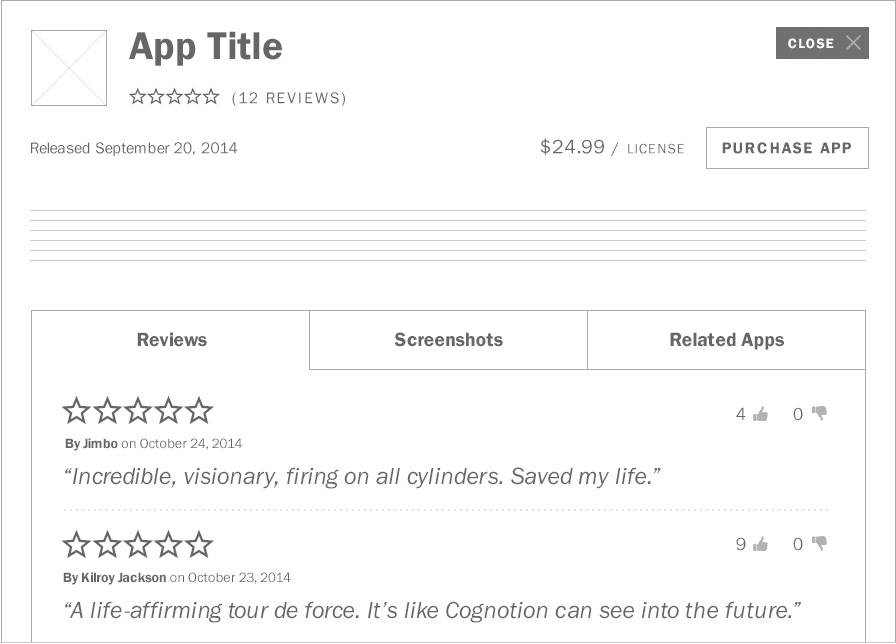 App Title
CLOSE
(12 REVIEWS)
Released September 20, 2014
$24.99 / LICENSE
PURCHASE APP
Reviews
Screenshots
Related Apps
4
0
By Jimbo on October 24, 2014
“Incredible, visionary, firing on all cylinders. Saved my life.”
9
0
By Kilroy Jackson on October 23, 2014
“A life-affirming tour de force. It’s like Cognotion can see into the future.”